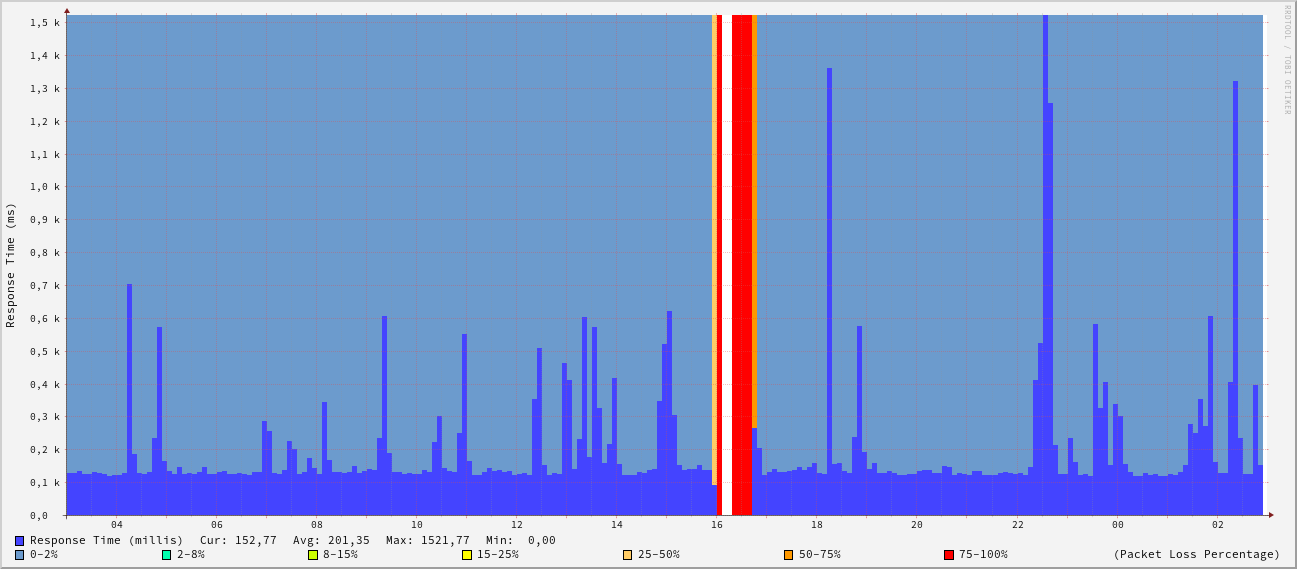 1,5 k
1,4 k
1,3 k
1,2 k
1,1 k
1,0 k
0,9 k
0,8 k
0,7 k
0,6 k
0,5 k
0,4 k
0,3 k
0,2 k
0,1 k
0,0
Response Time (ms)
RRDTOOL / TOBI OETIKER
04 06 08 10 12 14 16 18 20 22 00 02
Response Time (millis) Cur: 152,77 Avg: 201,35 Max: 1521,77 Min: 0,00
0-2% 2-8% 8-15% 15-25% 25-50% 50-75% 75-100% (Packet Loss Percentage)